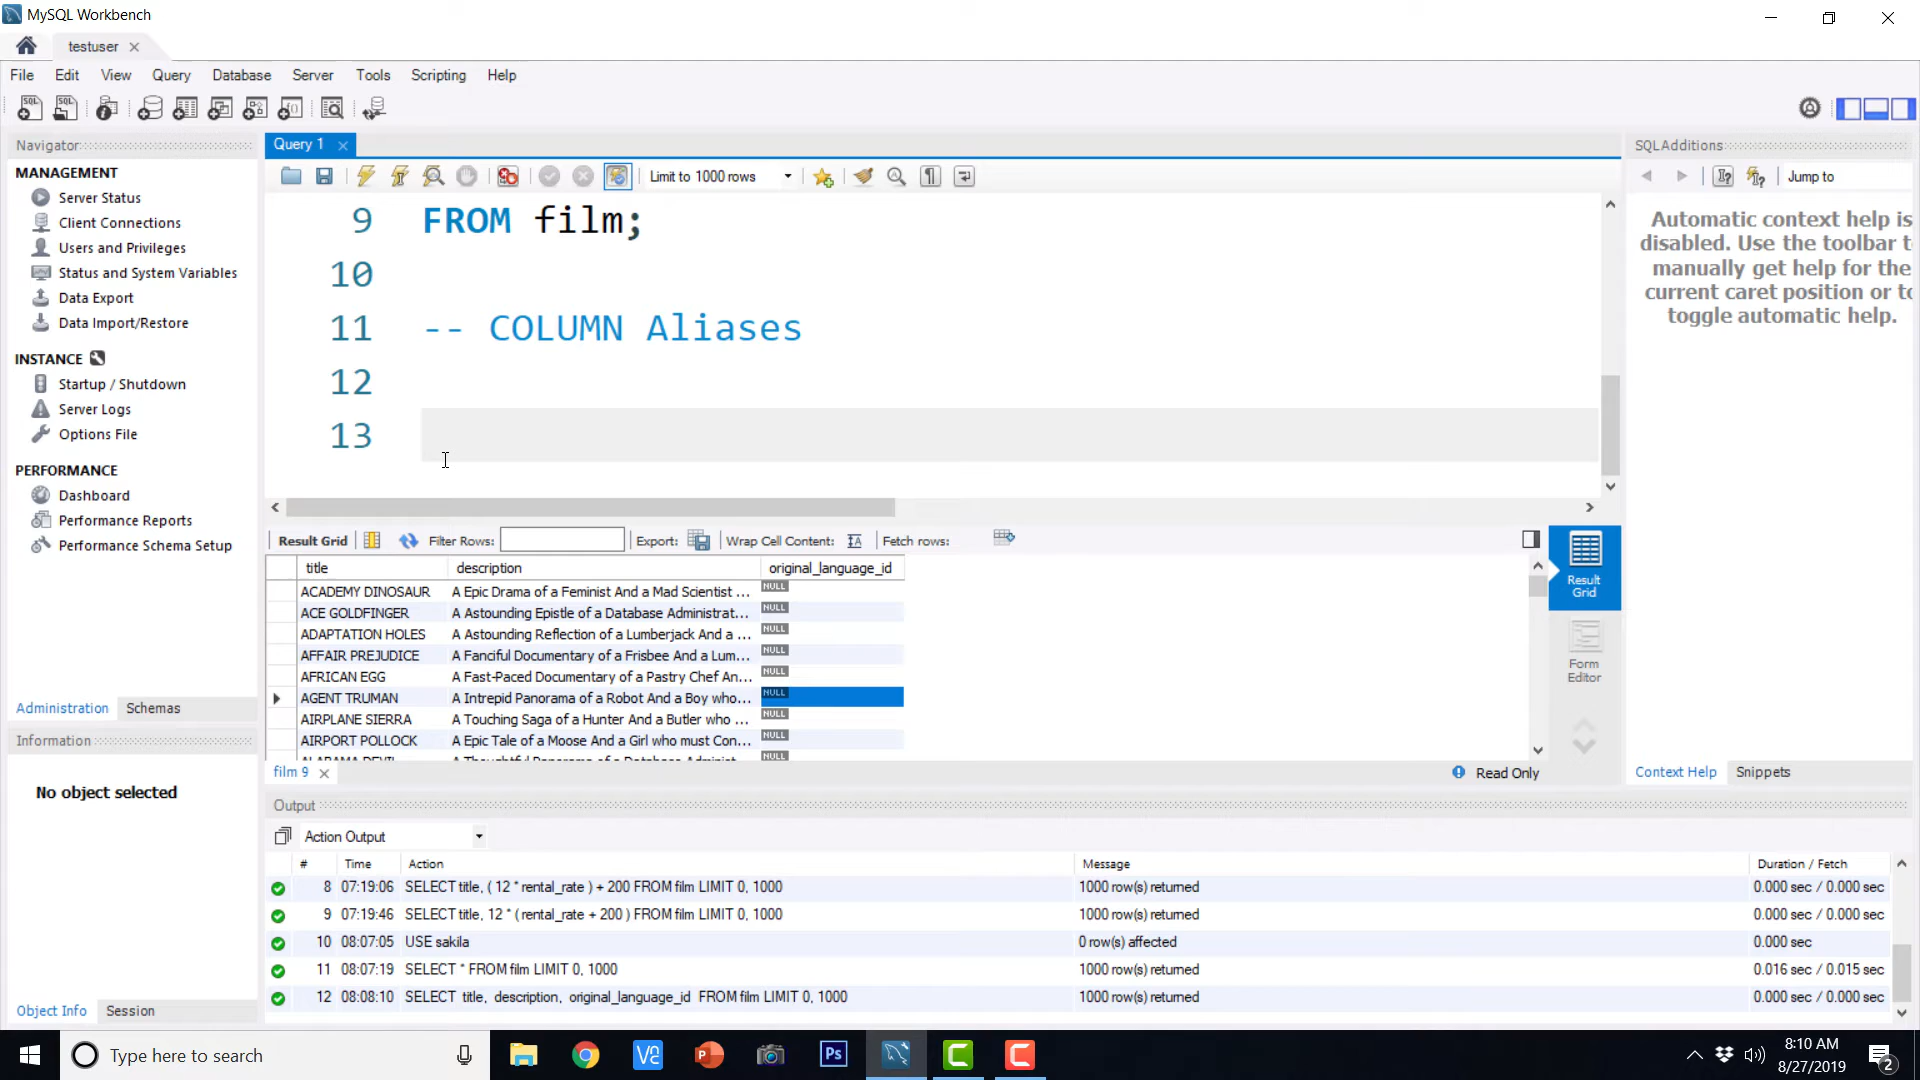 MySQL Workbench
testuser
File Edit View Query Database Server Tools Scripting Help
Navigator
MANAGEMENT
Server Status
Client Connections
Users and Privileges
Status and System Variables
Data Export
Data Import/Restore
INSTANCE
Startup / Shutdown
Server Logs
Options File
PERFORMANCE
Dashboard
Performance Reports
Performance Schema Setup
Administration Schemas
Information
No object selected
Object Info Session
Query 1
Limit to 1000 rows
9 FROM film;
10
11 -- COLUMN Aliases
12
13
Result Grid Filter Rows: Export: Wrap Cell Content: Fetch rows:
title description original_language_id
ACADEMY DINOSAUR A Epic Drama of a Feminist And a Mad Scientist ... NULL
ACE GOLDFINGER A Astounding Epistle of a Database Administrat... NULL
ADAPTATION HOLES A Astounding Reflection of a Lumberjack And a ... NULL
AFFAIR PREJUDICE A Fanciful Documentary of a Frisbee And a Lum... NULL
AFRICAN EGG A Fast-Paced Documentary of a Pastry Chef An... NULL
AGENT TRUMAN A Intrepid Panorama of a Robot And a Boy who... NULL
AIRPLANE SIERRA A Touching Saga of a Hunter And a Butler who ... NULL
AIRPORT POLLOCK A Epic Tale of a Moose And a Girl who must Con... NULL
NULL
film 9
Read Only
Result
Grid
Form
Editor
SQLAdditions
Jump to
Automatic context help is
disabled. Use the toolbar t
manually get help for the
current caret position or to
toggle automatic help.
Context Help Snippets
Output
Action Output
# Time Action Message Duration / Fetch
8 07:19:06 SELECT title, ( 12 * rental_rate ) + 200 FROM film LIMIT 0, 1000 1000 row(s) returned 0.000 sec / 0.000 sec
9 07:19:46 SELECT title, 12 * ( rental_rate + 200 ) FROM film LIMIT 0, 1000 1000 row(s) returned 0.000 sec / 0.000 sec
10 08:07:05 USE sakila 0 row(s) affected 0.000 sec
11 08:07:19 SELECT * FROM film LIMIT 0, 1000 1000 row(s) returned 0.016 sec / 0.015 sec
12 08:08:10 SELECT title, description, original_language_id FROM film LIMIT 0, 1000 1000 row(s) returned 0.000 sec / 0.000 sec
Type here to search
8:10 AM
8/27/2019
2